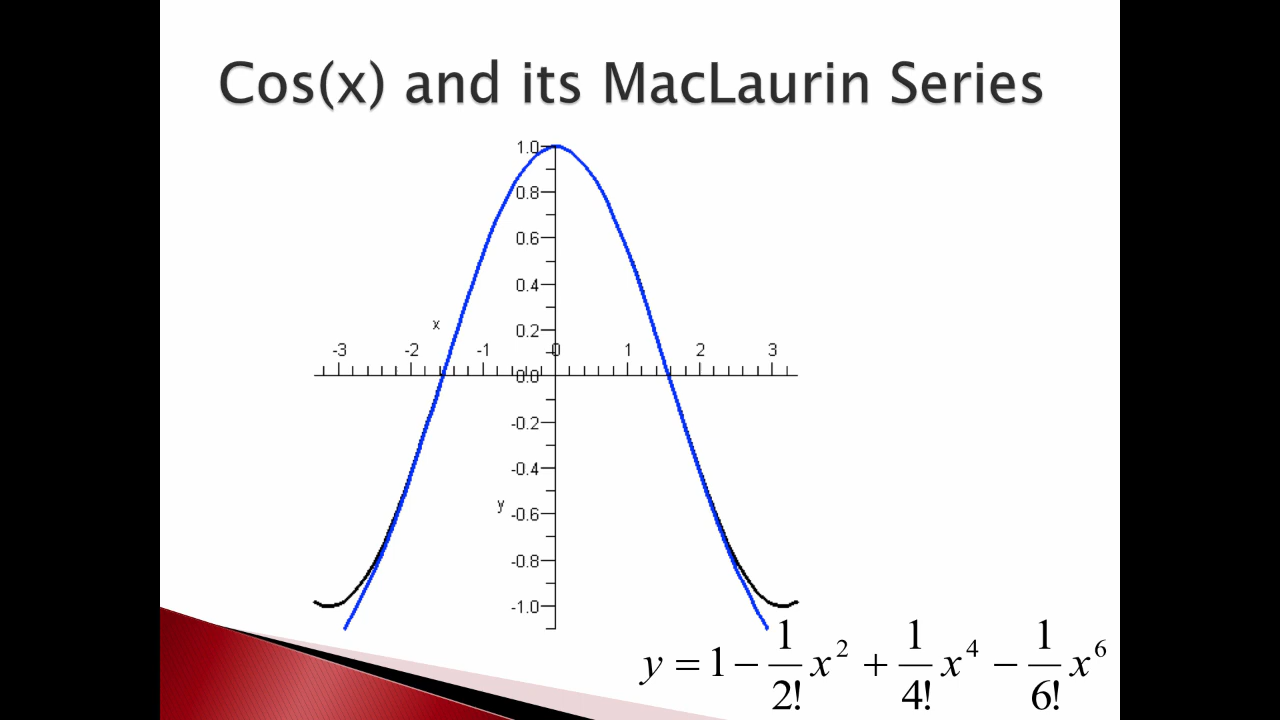 Cos(x) and its MacLaurin Series
1.0
0.8
0.6
0.4
x
0.2
-3 -2 -1 0 1 2 3
0.0
-0.2
-0.4
y
-0.6
-0.8
-1.0
y = 1 − 1/2! x² + 1/4! x⁴ − 1/6! x⁶